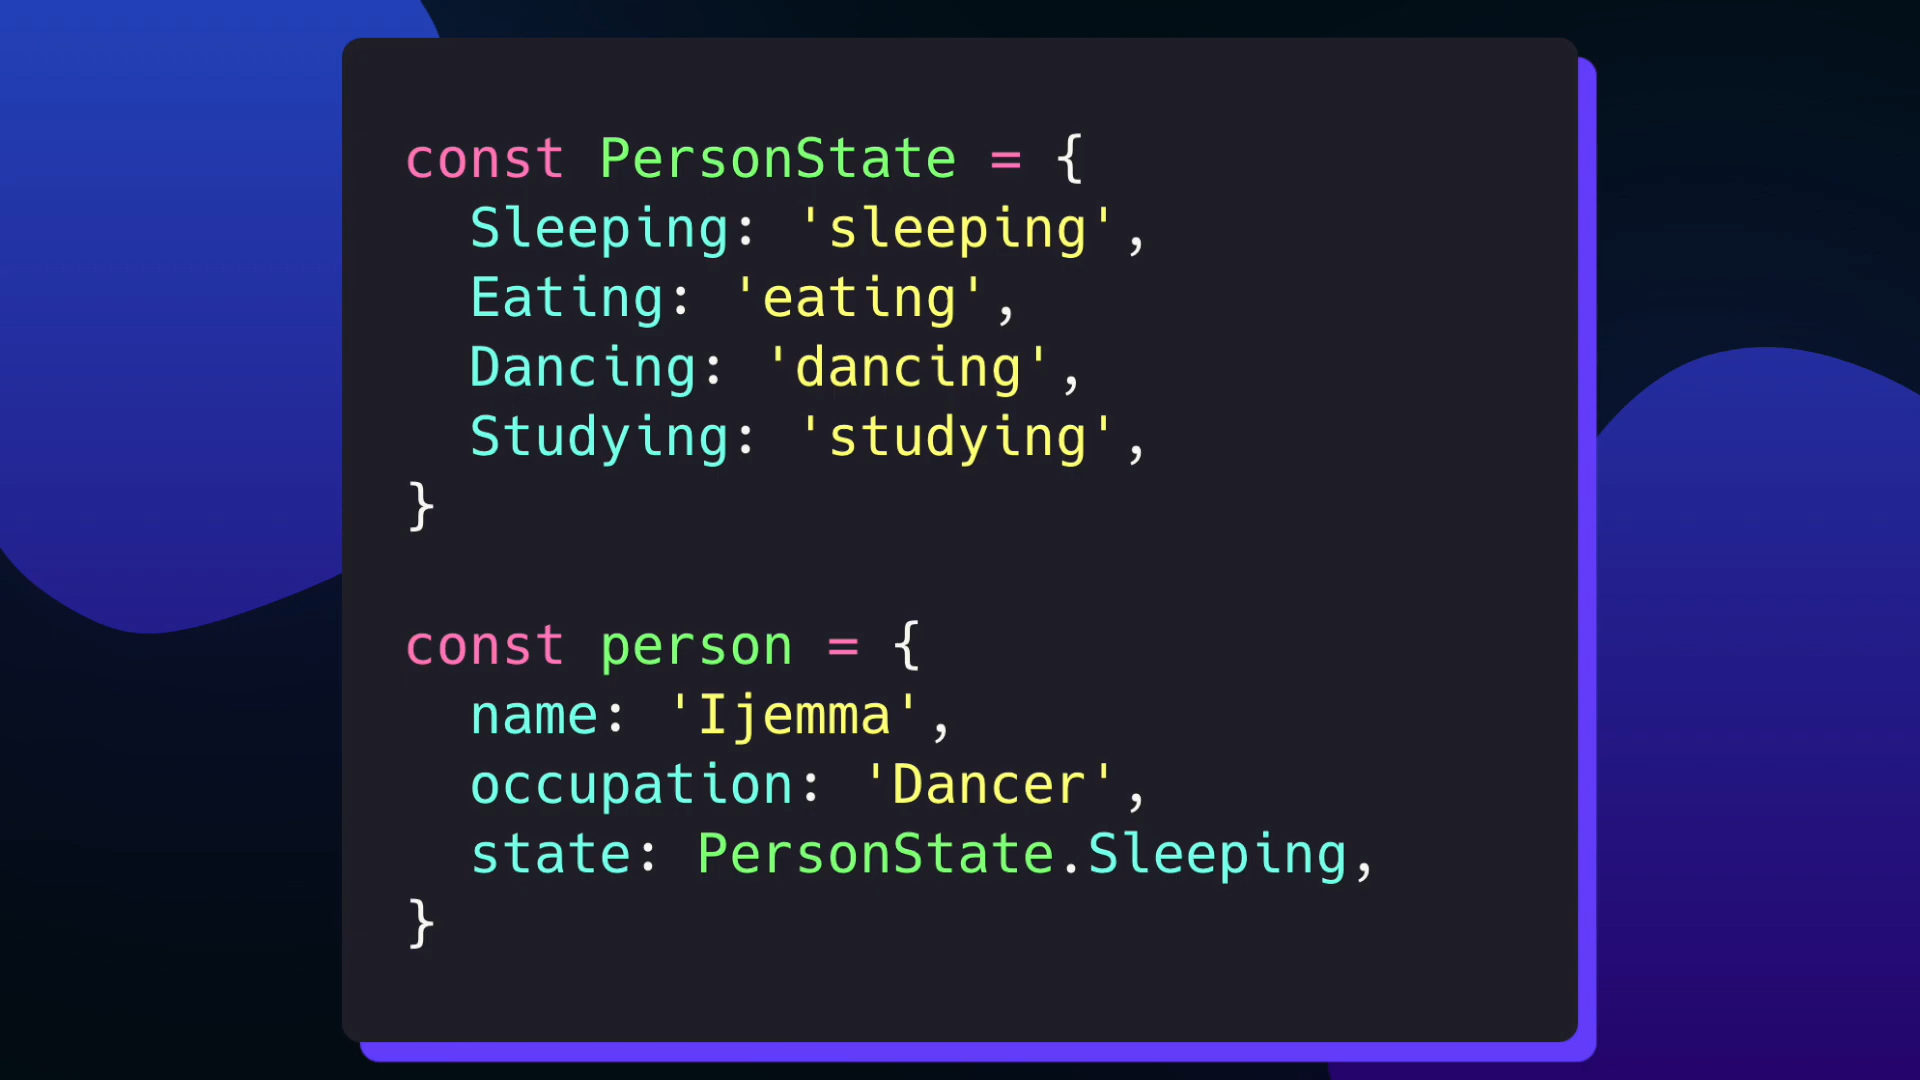 const PersonState = {
  Sleeping: 'sleeping',
  Eating: 'eating',
  Dancing: 'dancing',
  Studying: 'studying',
}

const person = {
  name: 'Ijemma',
  occupation: 'Dancer',
  state: PersonState.Sleeping,
}